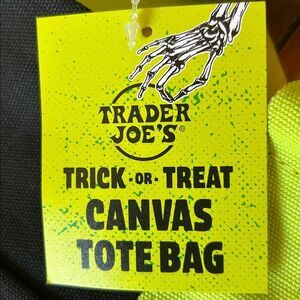 TRADER
JOE'S®
TRICK-OR-TREAT
CANVAS
TOTE BAG